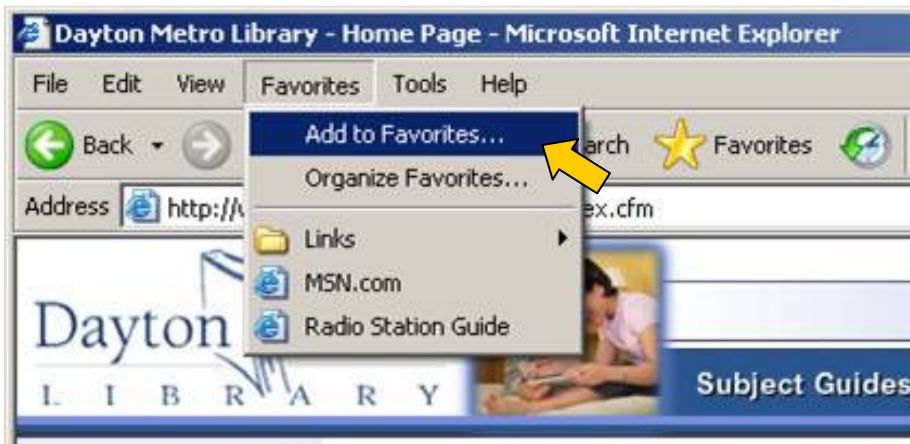 Dayton Metro Library - Home Page - Microsoft Internet Explorer
File Edit View Favorites Tools Help
Back Add to Favorites... arch Favorites
Organize Favorites...
Address http:// ex.cfm
Links
MSN.com
Radio Station Guide
Dayton
LIBRARY
Subject Guides